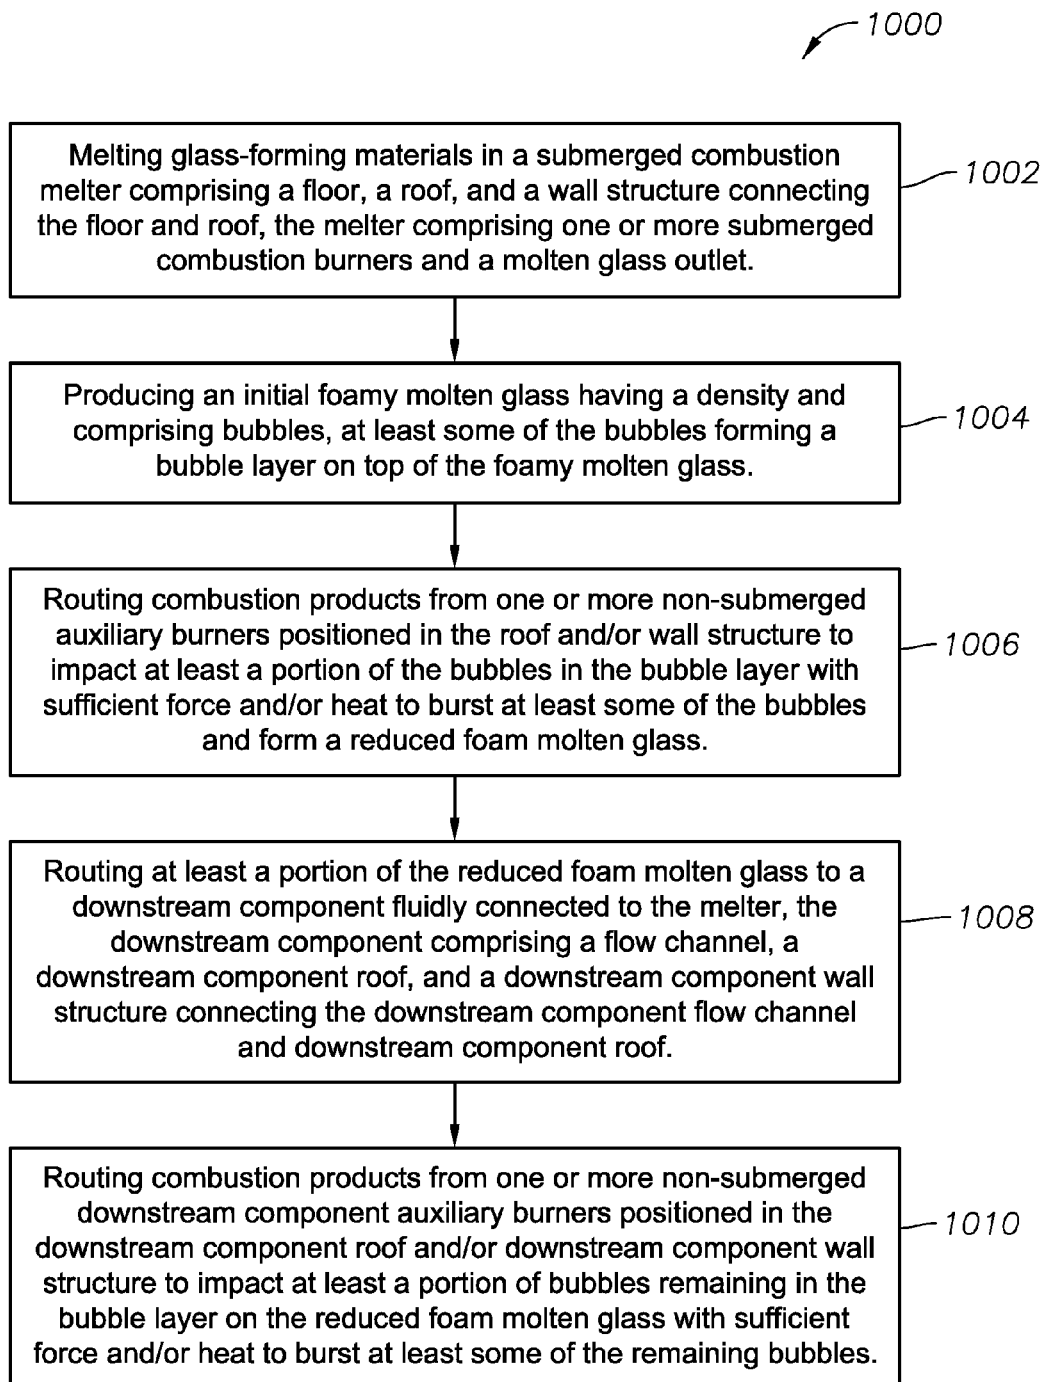 1000
Melting glass-forming materials in a submerged combustion
melter comprising a floor, a roof, and a wall structure connecting
the floor and roof, the melter comprising one or more submerged
combustion burners and a molten glass outlet.
1002
Producing an initial foamy molten glass having a density and
comprising bubbles, at least some of the bubbles forming a
bubble layer on top of the foamy molten glass.
1004
Routing combustion products from one or more non-submerged
auxiliary burners positioned in the roof and/or wall structure to
impact at least a portion of the bubbles in the bubble layer with
sufficient force and/or heat to burst at least some of the bubbles
and form a reduced foam molten glass.
1006
Routing at least a portion of the reduced foam molten glass to a
downstream component fluidly connected to the melter, the
downstream component comprising a flow channel, a
downstream component roof, and a downstream component wall
structure connecting the downstream component flow channel
and downstream component roof.
1008
Routing combustion products from one or more non-submerged
downstream component auxiliary burners positioned in the
downstream component roof and/or downstream component wall
structure to impact at least a portion of bubbles remaining in the
bubble layer on the reduced foam molten glass with sufficient
force and/or heat to burst at least some of the remaining bubbles.
1010